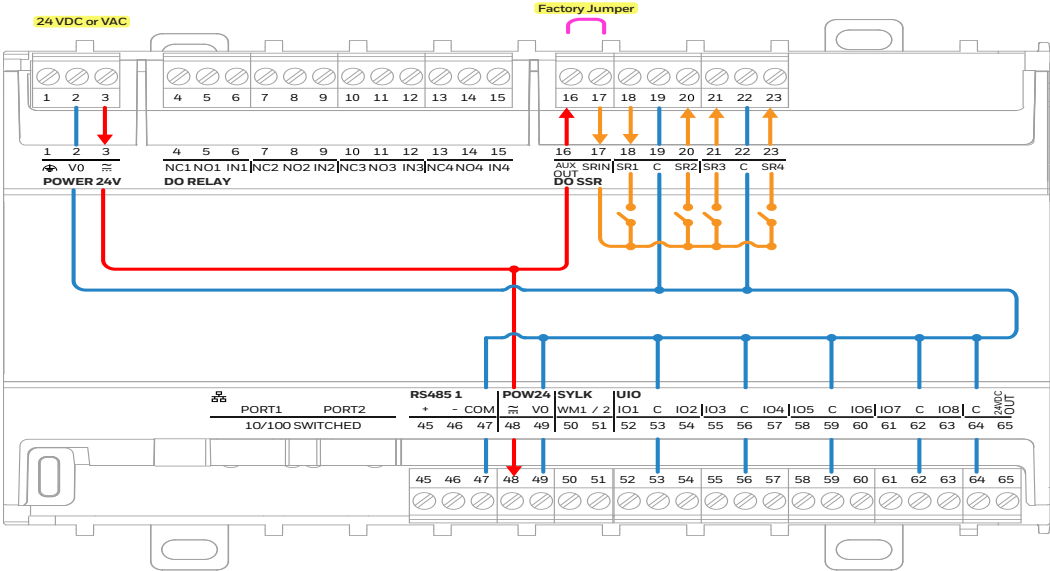 Factory Jumper
24 VDC or VAC
1 2 3 4 5 6 7 8 9 10 11 12 13 14 15 16 17 18 19 20 21 22 23
1 2 3 4 5 6 7 8 9 10 11 12 13 14 15 16 17 18 19 20 21 22 23
V0 NC1 NO1 IN1 NC2 NO2 IN2 NC3 NO3 IN3 NC4 NO4 IN4 AUX OUT SRIN SR1 C SR2 SR3 C SR4
POWER 24V DO RELAY DO SSR
RS485 1 POW24 SYLK UIO
PORT1 PORT2 + - COM V0 WM1 / 2 IO1 C IO2 IO3 C IO4 IO5 C IO6 IO7 C IO8 C 24VDC OUT
10/100 SWITCHED 45 46 47 48 49 50 51 52 53 54 55 56 57 58 59 60 61 62 63 64 65
45 46 47 48 49 50 51 52 53 54 55 56 57 58 59 60 61 62 63 64 65